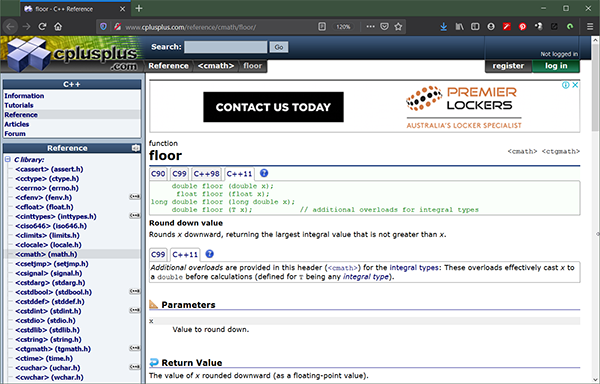 floor - C++ Reference
www.cplusplus.com/reference/cmath/floor/
120%
cplusplus
.com
Search:
Go
Not logged in
Reference
<cmath>
floor
register
log in
C++
Information
Tutorials
Reference
Articles
Forum
Reference
C library:
<cassert> (assert.h)
<cctype> (ctype.h)
<cerrno> (errno.h)
<cfenv> (fenv.h)
<cfloat> (float.h)
<cinttypes> (inttypes.h)
<ciso646> (iso646.h)
<climits> (limits.h)
<clocale> (locale.h)
<cmath> (math.h)
<csetjmp> (setjmp.h)
<csignal> (signal.h)
<cstdarg> (stdarg.h)
<cstdbool> (stdbool.h)
<cstddef> (stddef.h)
<cstdint> (stdint.h)
<cstdio> (stdio.h)
<cstdlib> (stdlib.h)
<cstring> (string.h)
<ctgmath> (tgmath.h)
<ctime> (time.h)
<cuchar> (uchar.h)
<cwchar> (wchar.h)
CONTACT US TODAY
PREMIER
LOCKERS
AUSTRALIA'S LOCKER SPECIALIST
function
floor
<cmath> <ctgmath>
C90 C99 C++98 C++11
double floor (double x);
float floor (float x);
long double floor (long double x);
double floor (T x); // additional overloads for integral types
Round down value
Rounds x downward, returning the largest integral value that is not greater than x.
C99 C++11
Additional overloads are provided in this header (<cmath>) for the integral types: These overloads effectively cast x to
a double before calculations (defined for T being any integral type).
Parameters
x
Value to round down.
Return Value
The value of x rounded downward (as a floating-point value).